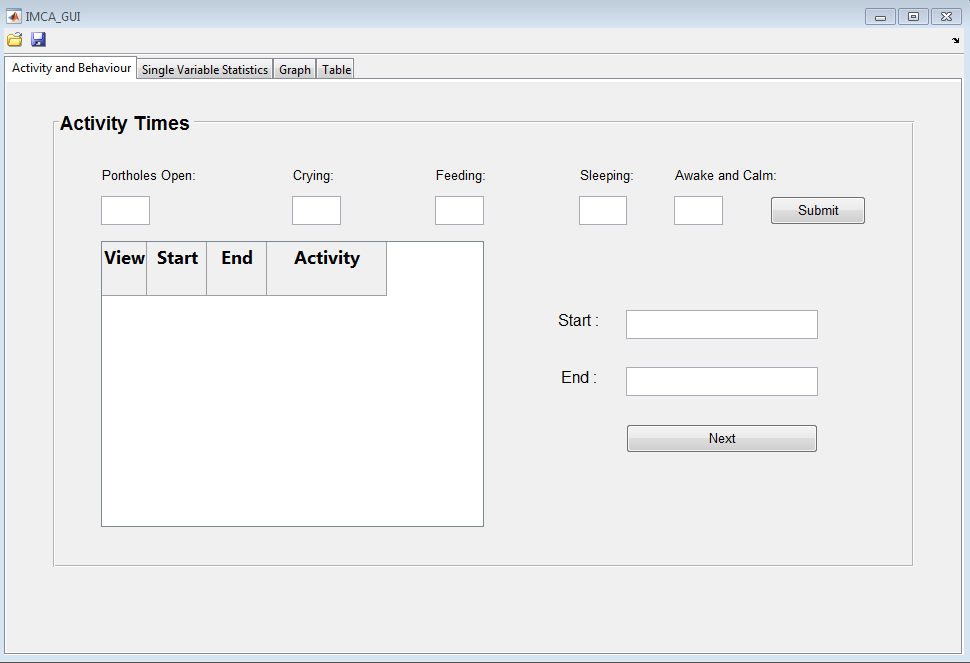 IMCA_GUI
Activity and Behaviour Single Variable Statistics Graph Table
Activity Times
Portholes Open: Crying: Feeding: Sleeping: Awake and Calm:
Submit
View Start End Activity
Start :
End :
Next